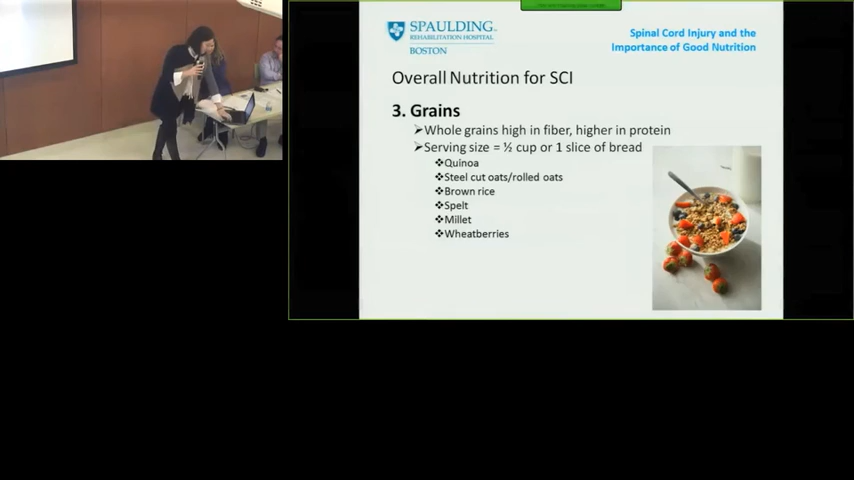 SPAULDING
REHABILITATION HOSPITAL
BOSTON
Spinal Cord Injury and the
Importance of Good Nutrition
Overall Nutrition for SCI
3. Grains
➤Whole grains high in fiber, higher in protein
➤Serving size = ½ cup or 1 slice of bread
❖Quinoa
❖Steel cut oats/rolled oats
❖Brown rice
❖Spelt
❖Millet
❖Wheatberries